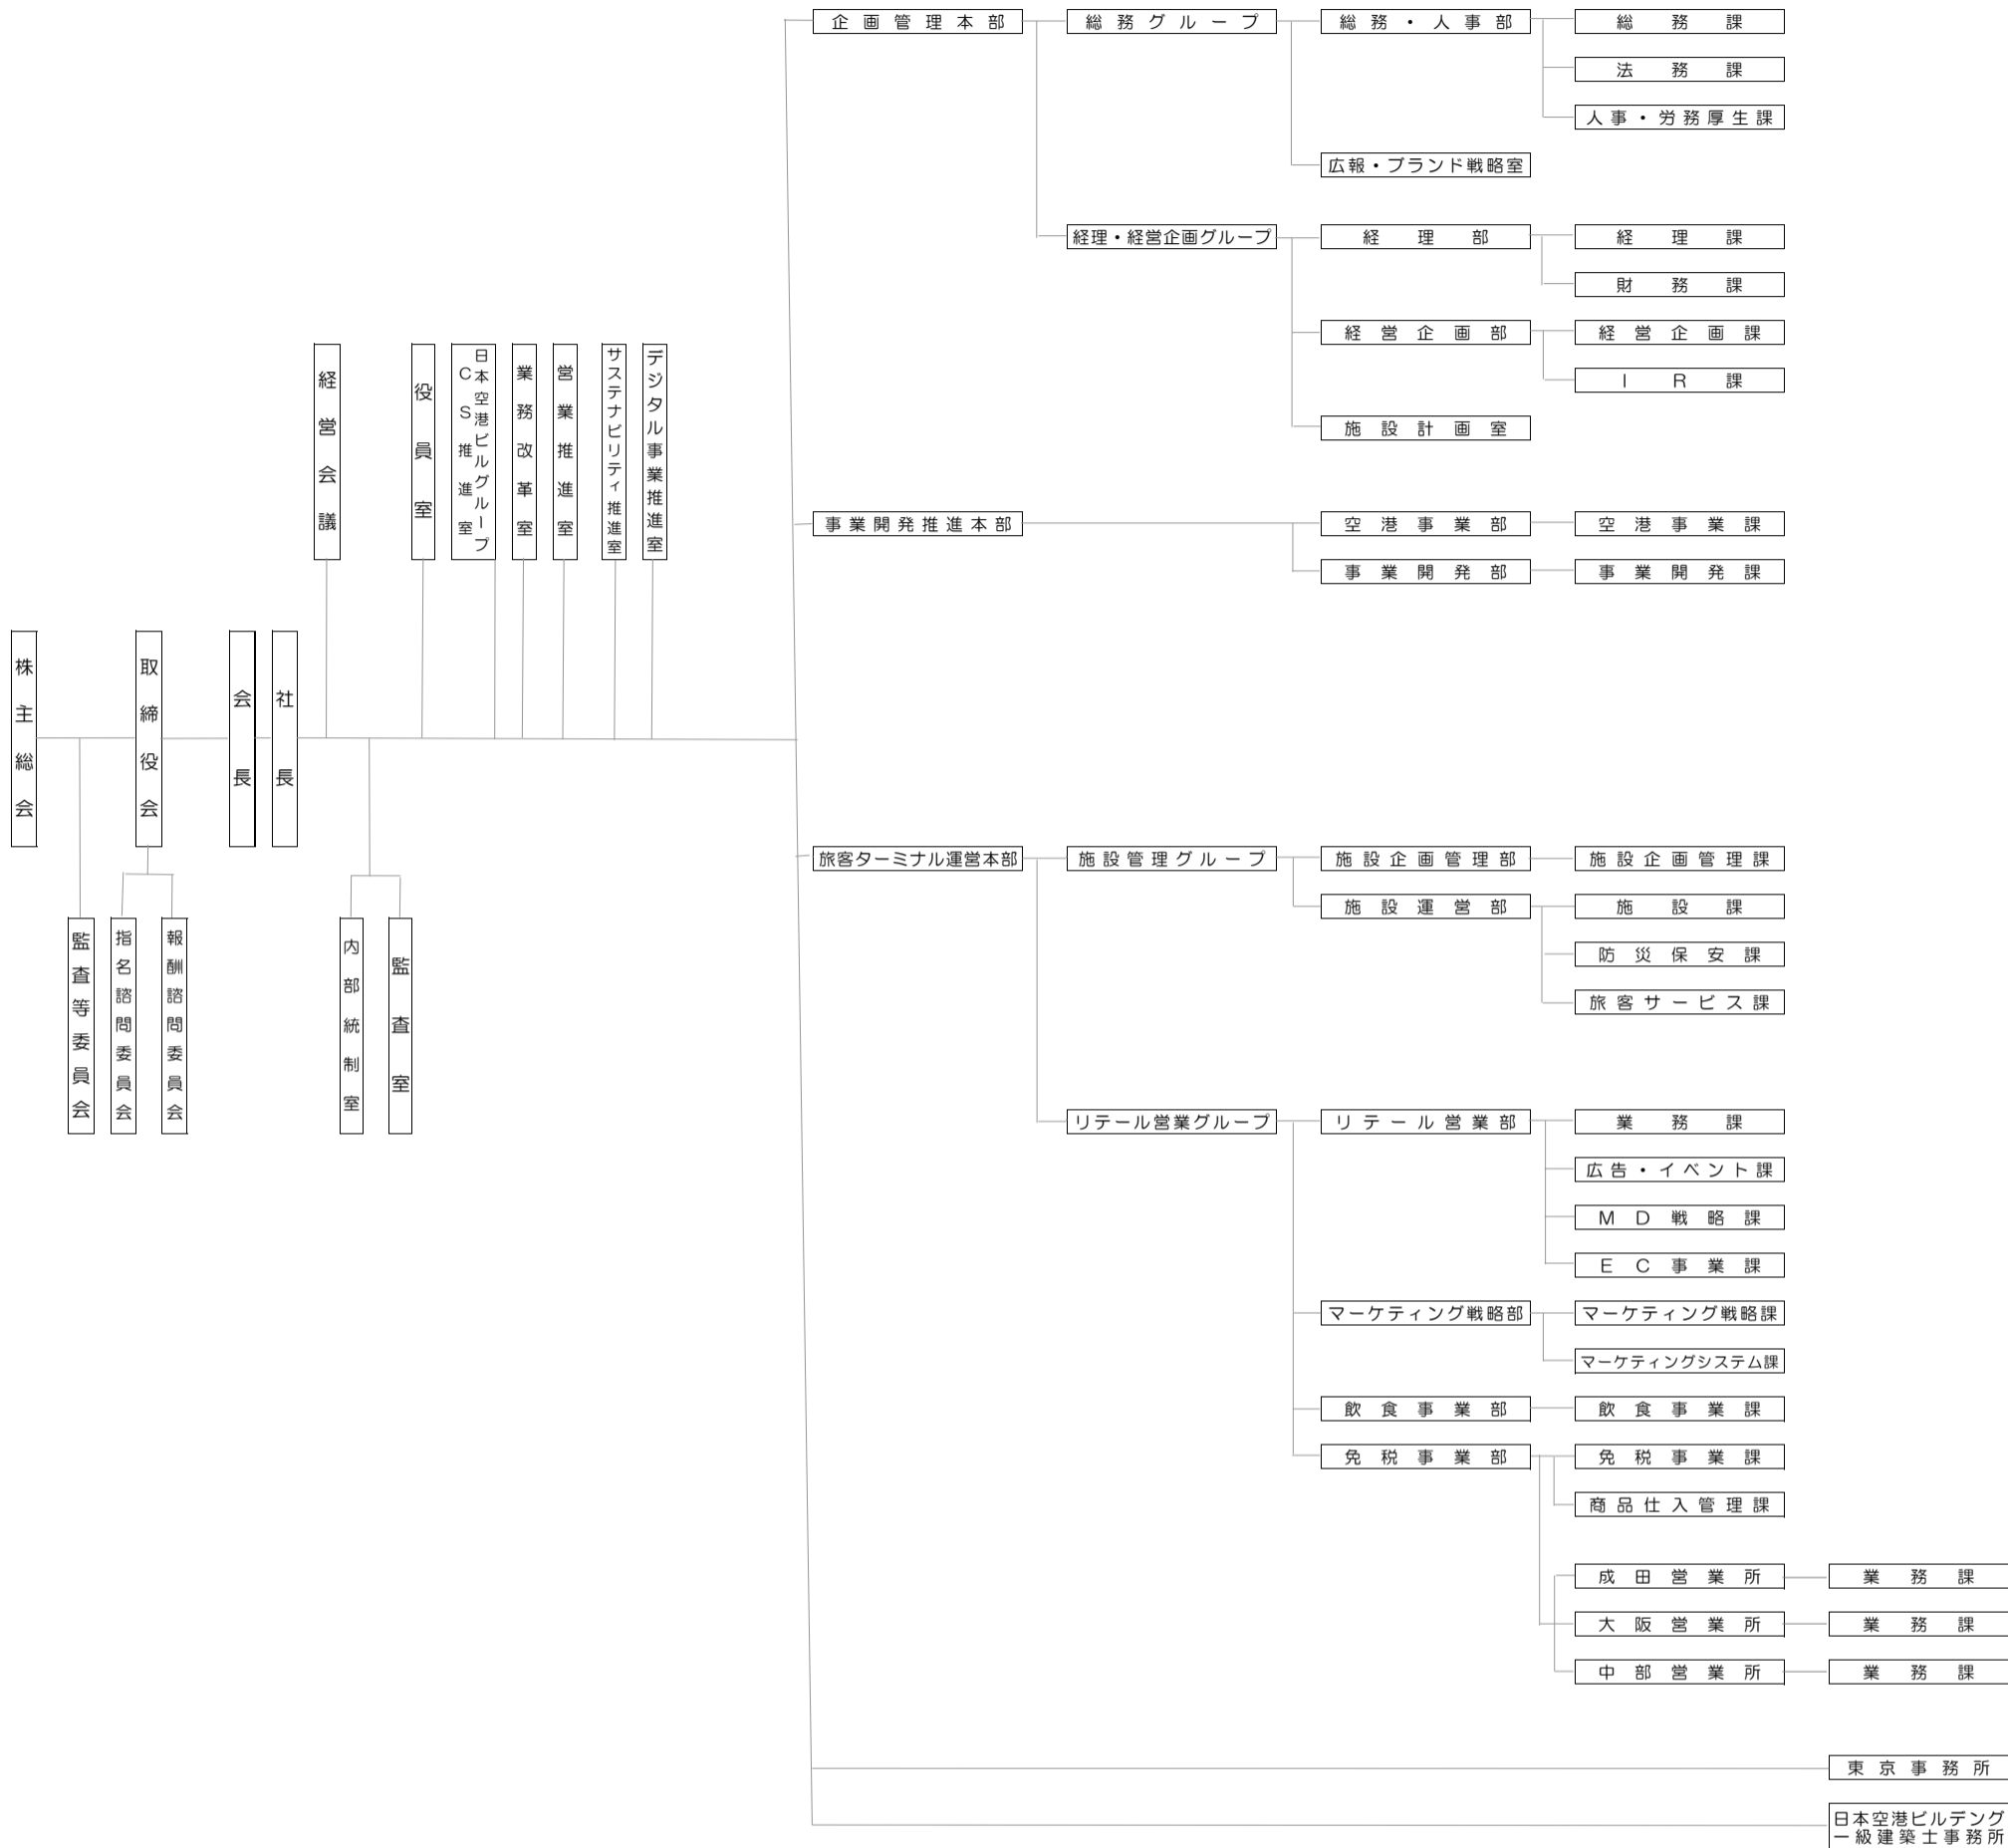 株主総会
監査等委員会
取締役会
指名諮問委員会
報酬諮問委員会
会長
社長
経営会議
内部統制室
監査室
役員室
日本空港ビルグループ
CS推進室
業務改革室
営業推進室
サステナビリティ推進室
デジタル事業推進室
企画管理本部
総務グループ
総務・人事部
総務課
法務課
人事・労務厚生課
広報・ブランド戦略室
経理・経営企画グループ
経理部
経理課
財務課
経営企画部
経営企画課
IR課
施設計画室
事業開発推進本部
空港事業部
空港事業課
事業開発部
事業開発課
旅客ターミナル運営本部
施設管理グループ
施設企画管理部
施設企画管理課
施設運営部
施設課
防災保安課
旅客サービス課
リテール営業グループ
リテール営業部
業務課
広告・イベント課
MD戦略課
EC事業課
マーケティング戦略部
マーケティング戦略課
マーケティングシステム課
飲食事業部
飲食事業課
免税事業部
免税事業課
商品仕入管理課
成田営業所
業務課
大阪営業所
業務課
中部営業所
業務課
東京事務所
日本空港ビルデング
一級建築士事務所